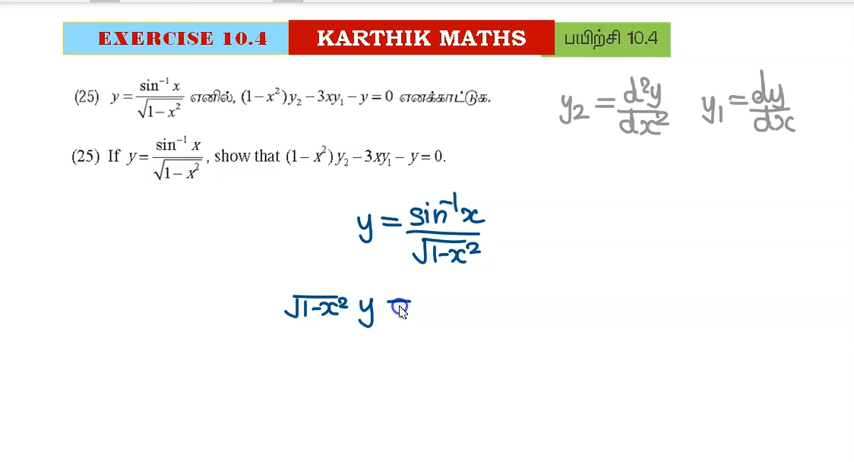 EXERCISE 10.4 KARTHIK MATHS பயிற்சி 10.4
(25) y = sin⁻¹ x / √(1−x²) எனில், (1−x²)y₂ −3xy₁ − y = 0 எனக்காட்டுக.
y₂ = d²y/dx² y₁ = dy/dx
(25) If y = sin⁻¹ x / √(1−x²), show that (1−x²) y₂ −3xy₁ − y = 0.
y = sin⁻¹x / √(1-x²)
√(1-x²) y =